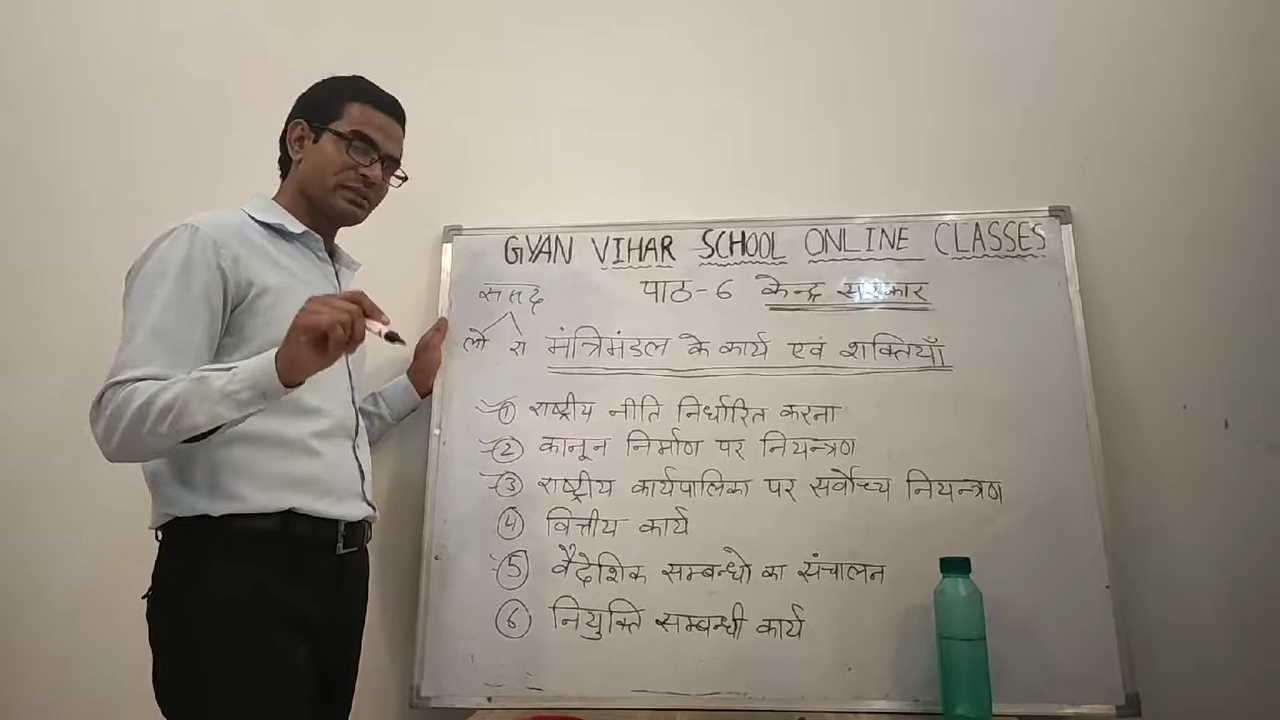 GYAN VIHAR SCHOOL ONLINE CLASSES
पाठ-6 केन्द्र सरकार
संसद
लो रा
मंत्रिमंडल के कार्य एवं शक्तियाँ
① राष्ट्रीय नीति निर्धारित करना
② कानून निर्माण पर नियन्त्रण
③ राष्ट्रीय कार्यपालिका पर सर्वोच्च नियन्त्रण
④ वित्तीय कार्य
⑤ वैदेशिक सम्बन्धो का संचालन
⑥ नियुक्ति सम्बन्धी कार्य